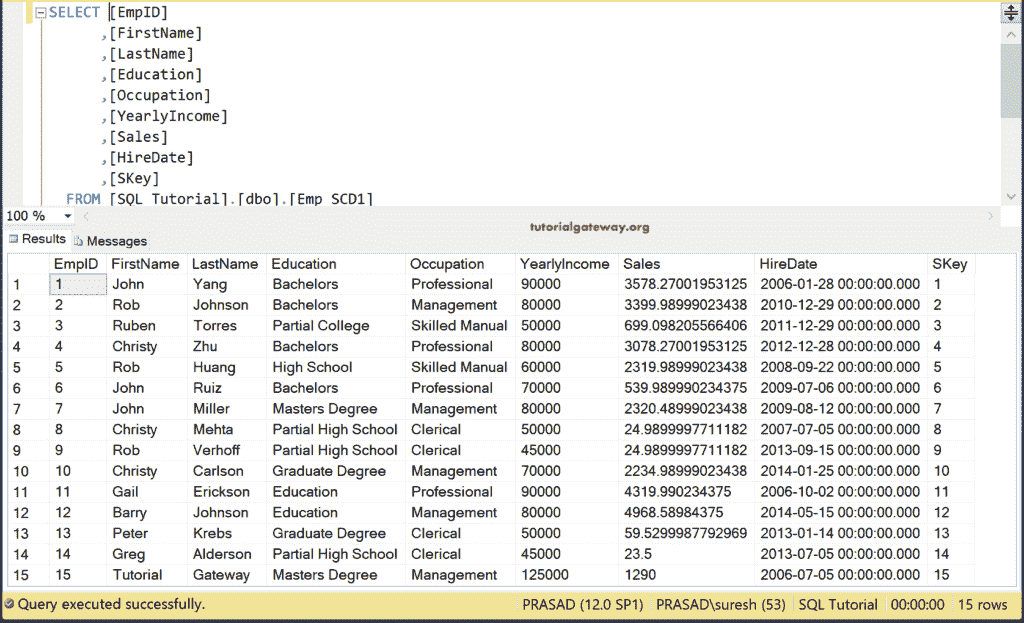 SELECT [EmpID]
,[FirstName]
,[LastName]
,[Education]
,[Occupation]
,[YearlyIncome]
,[Sales]
,[HireDate]
,[SKey]
FROM [SQL Tutorial].[dbo].[Emp SCD1]
100 %
tutorialgateway.org
Results Messages
EmpID FirstName LastName Education Occupation YearlyIncome Sales HireDate SKey
1 1 John Yang Bachelors Professional 90000 3578.27001953125 2006-01-28 00:00:00.000 1
2 2 Rob Johnson Bachelors Management 80000 3399.98999023438 2010-12-29 00:00:00.000 2
3 3 Ruben Torres Partial College Skilled Manual 50000 699.098205566406 2011-12-29 00:00:00.000 3
4 4 Christy Zhu Bachelors Professional 80000 3078.27001953125 2012-12-28 00:00:00.000 4
5 5 Rob Huang High School Skilled Manual 60000 2319.98999023438 2008-09-22 00:00:00.000 5
6 6 John Ruiz Bachelors Professional 70000 539.989990234375 2009-07-06 00:00:00.000 6
7 7 John Miller Masters Degree Management 80000 2320.48999023438 2009-08-12 00:00:00.000 7
8 8 Christy Mehta Partial High School Clerical 50000 24.9899997711182 2007-07-05 00:00:00.000 8
9 9 Rob Verhoff Partial High School Clerical 45000 24.9899997711182 2013-09-15 00:00:00.000 9
10 10 Christy Carlson Graduate Degree Management 70000 2234.98999023438 2014-01-25 00:00:00.000 10
11 11 Gail Erickson Education Professional 90000 4319.990234375 2006-10-02 00:00:00.000 11
12 12 Barry Johnson Education Management 80000 4968.58984375 2014-05-15 00:00:00.000 12
13 13 Peter Krebs Graduate Degree Clerical 50000 59.5299987792969 2013-01-14 00:00:00.000 13
14 14 Greg Alderson Partial High School Clerical 45000 23.5 2013-07-05 00:00:00.000 14
15 15 Tutorial Gateway Masters Degree Management 125000 1290 2006-07-05 00:00:00.000 15
Query executed successfully. PRASAD (12.0 SP1) PRASAD\suresh (53) SQL Tutorial 00:00:00 15 rows